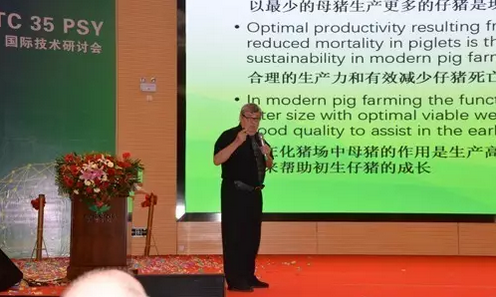 TC 35 PSY
国际技术研讨会
以最少的母猪生产更多的仔猪是
• Optimal productivity resulting fr
reduced mortality in piglets is th
sustainability in modern pig farm
合理的生产力和有效减少仔猪死亡
• In modern pig farming the funct
ter size with optimal viable we
ood quality to assist in the earl
化猪场中母猪的作用是生产高
来帮助初生仔猪的成长